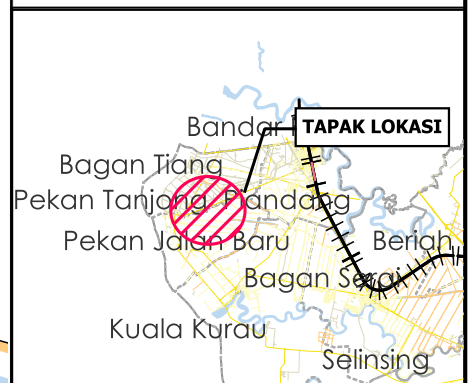 Bandar
TAPAK LOKASI
Bagan Tiang
Pekan Tanjong Piandang
Pekan Jalan Baru
Beriah
Bagan Serai
Kuala Kurau
Selinsing